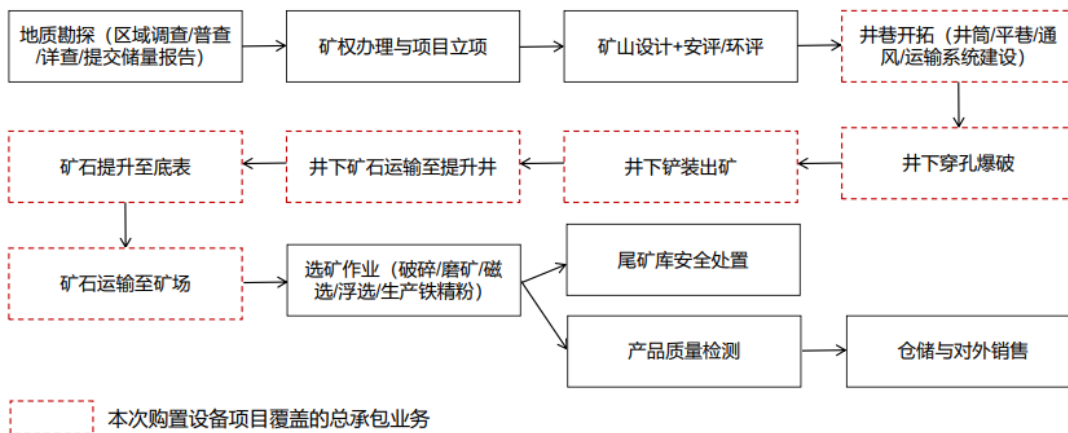 地质勘探（区域调查/普查
/详查/提交储量报告）
矿权办理与项目立项
矿山设计+安评/环评
井巷开拓（井筒/平巷/通
风/运输系统建设）
矿石提升至底表
井下矿石运输至提升井
井下铲装出矿
井下穿孔爆破
矿石运输至矿场
选矿作业（破碎/磨矿/磁
选/浮选/生产铁精粉）
尾矿库安全处置
产品质量检测
仓储与对外销售
本次购置设备项目覆盖的总承包业务